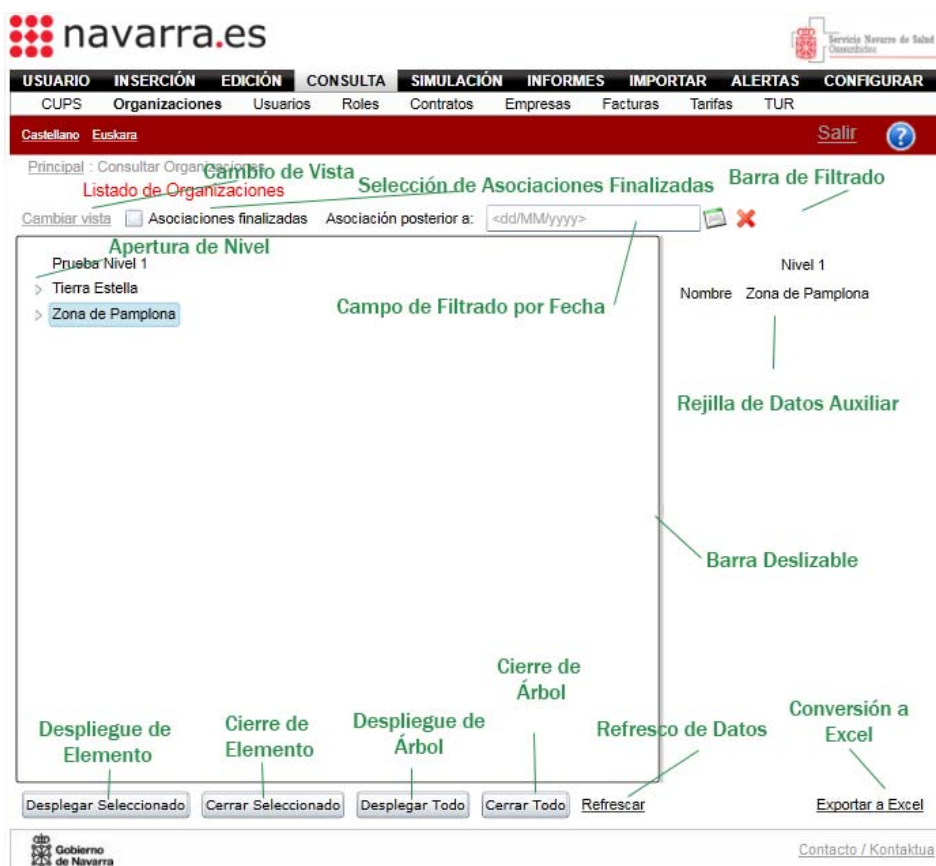 navarra.es
Servicio Navarro de Salud
Osasunbidea
USUARIO INSERCIÓN EDICIÓN CONSULTA SIMULACIÓN INFORMES IMPORTAR ALERTAS CONFIGURAR
CUPS Organizaciones Usuarios Roles Contratos Empresas Facturas Tarifas TUR
Castellano Euskara Salir ?
Principal : Consultar Organizaciones
Cambio de Vista
Listado de Organizaciones
Selección de Asociaciones Finalizadas
Barra de Filtrado
Cambiar vista Asociaciones finalizadas Asociación posterior a: <dd/MM/yyyy>
Apertura de Nivel
Prueba Nivel 1
Tierra Estella
Zona de Pamplona
Campo de Filtrado por Fecha
Nivel 1
Nombre Zona de Pamplona
Rejilla de Datos Auxiliar
Barra Deslizable
Despliegue de
Elemento
Cierre de
Elemento
Despliegue de
Árbol
Cierre de
Árbol
Refresco de Datos
Conversión a
Excel
Desplegar Seleccionado Cerrar Seleccionado Desplegar Todo Cerrar Todo Refrescar Exportar a Excel
Gobierno
de Navarra
Contacto / Kontaktua